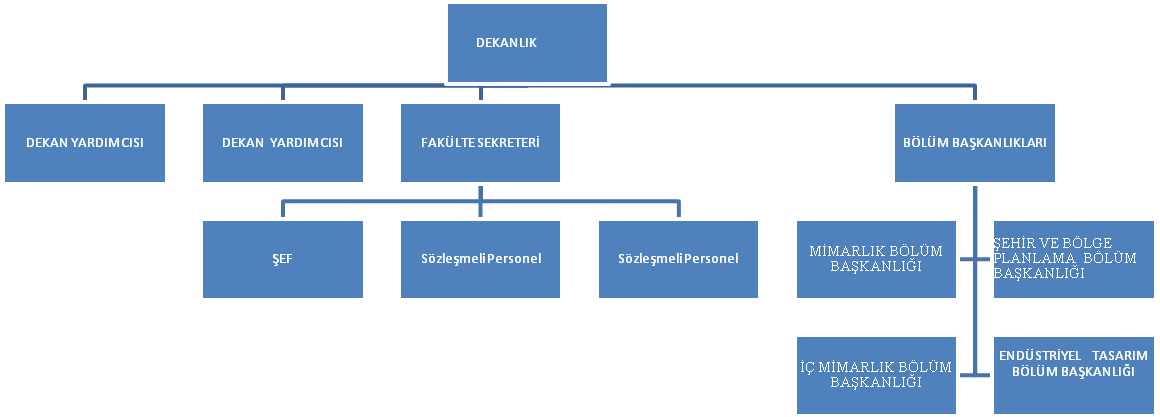 DEKANLIK
DEKAN YARDIMCISI
DEKAN YARDIMCISI
FAKÜLTE SEKRETERİ
BÖLÜM BAŞKANLIKLARI
ŞEF
Sözleşmeli Personel
Sözleşmeli Personel
MİMARLIK BÖLÜM
BAŞKANLIĞI
ŞEHİR VE BÖLGE
PLANLAMA BÖLÜM
BAŞKANLIĞI
İÇ MİMARLIK BÖLÜM
BAŞKANLIĞI
ENDÜSTRİYEL TASARIM
BÖLÜM BAŞKANLIĞI